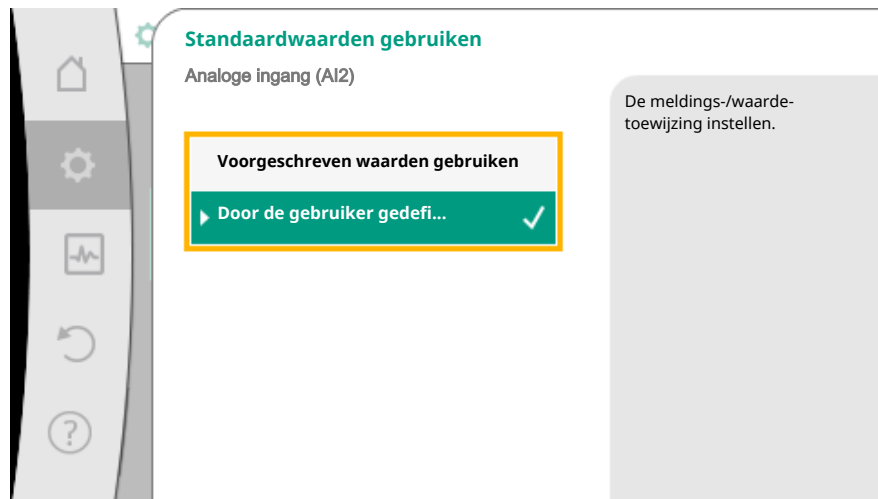 Standaardwaarden gebruiken
Analoge ingang (AI2)
De meldings-/waarde-
toewijzing instellen.
Voorgeschreven waarden gebruiken
Door de gebruiker gedefi...
?